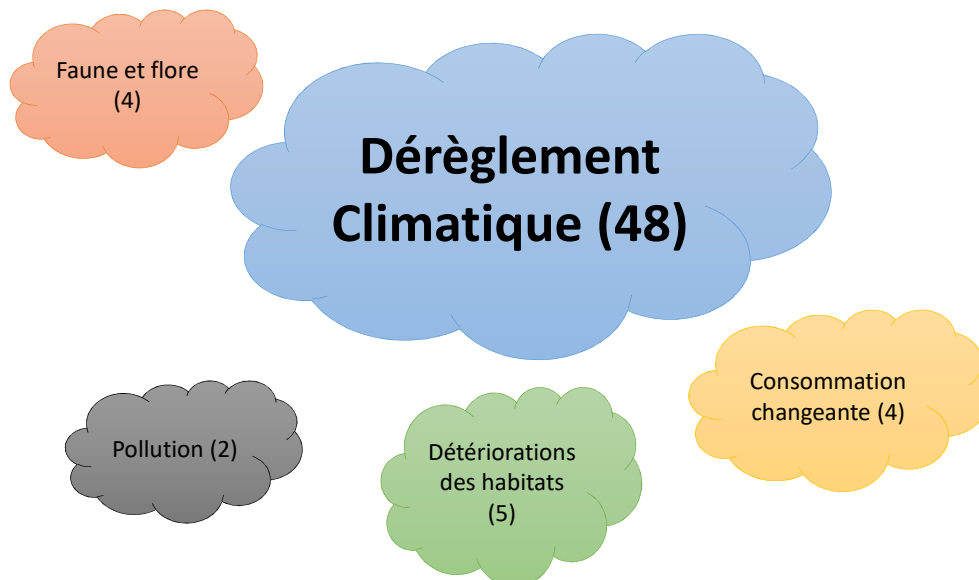 Faune et flore
(4)
Dérèglement
Climatique (48)
Consommation
changeante (4)
Pollution (2)
Détériorations
des habitats
(5)